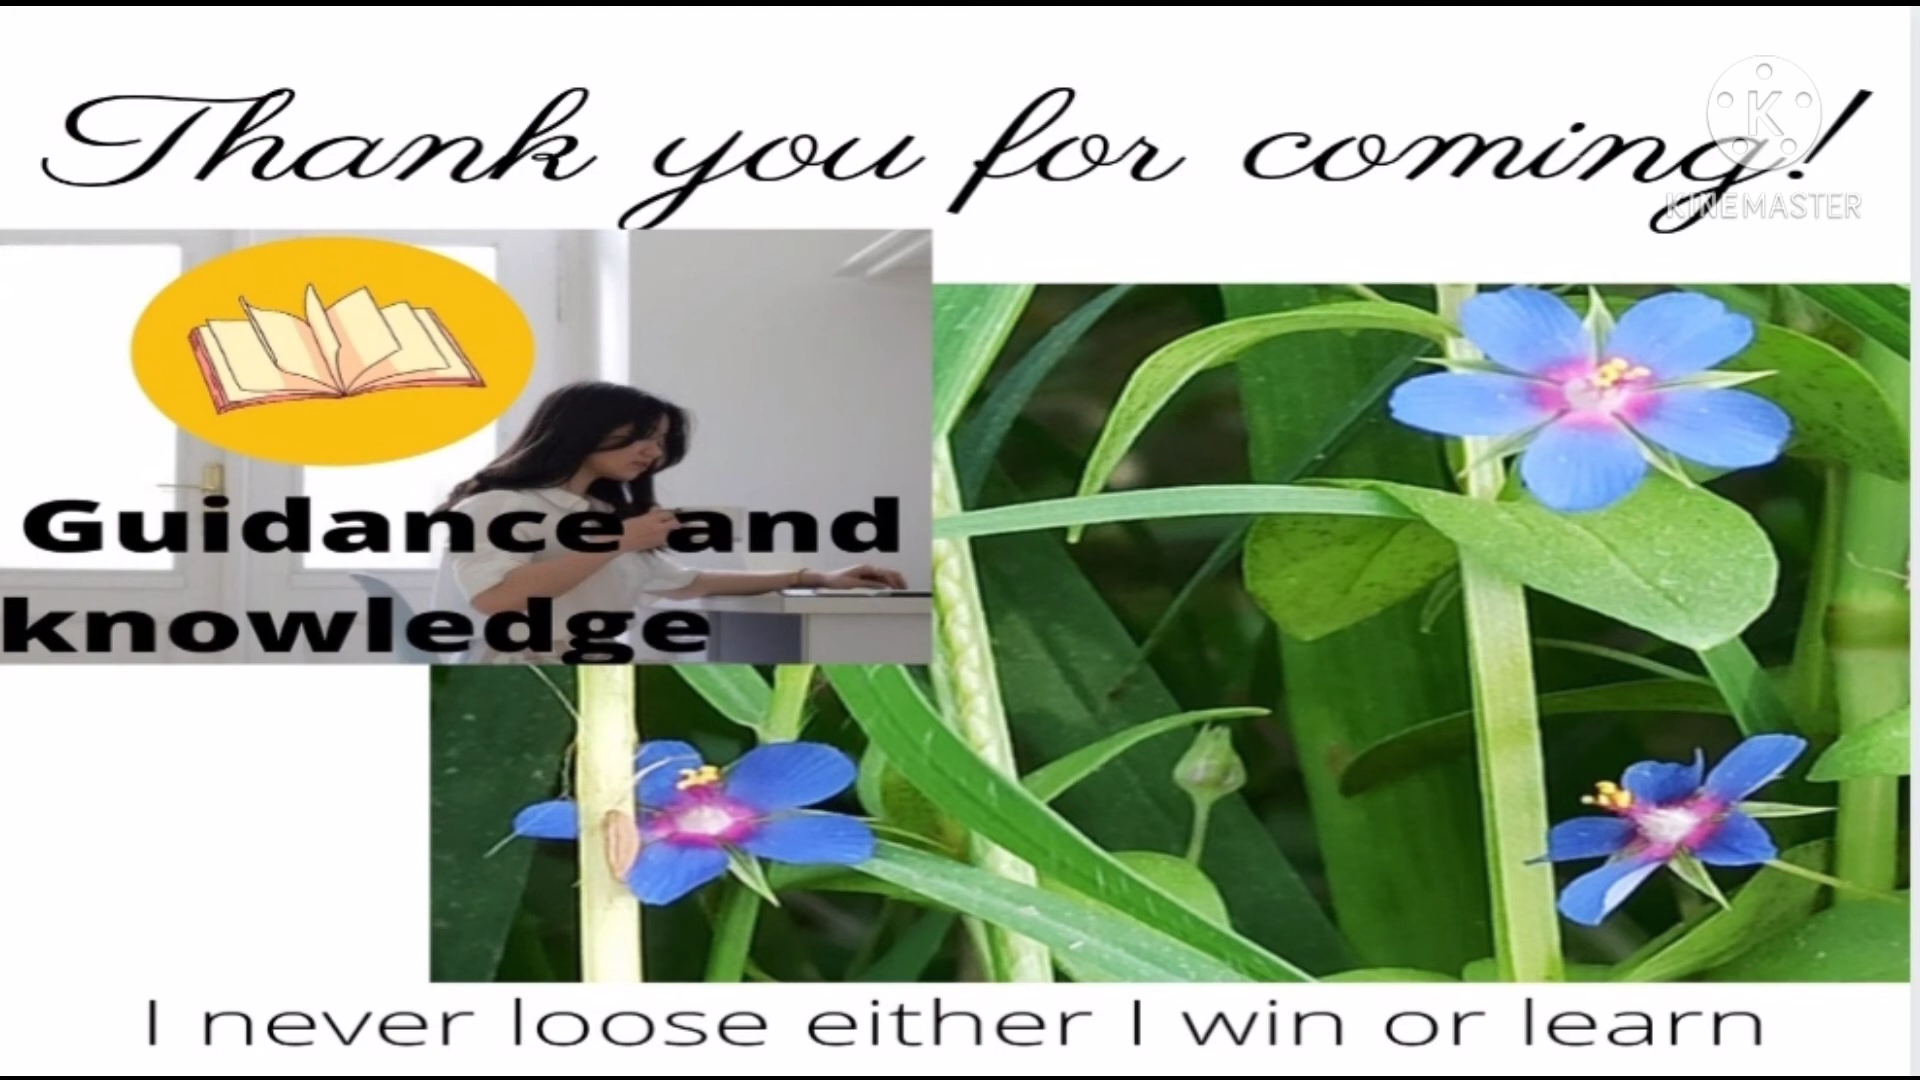 Thank you for coming!
K
KINEMASTER
Guidance and
knowledge
I never loose either I win or learn